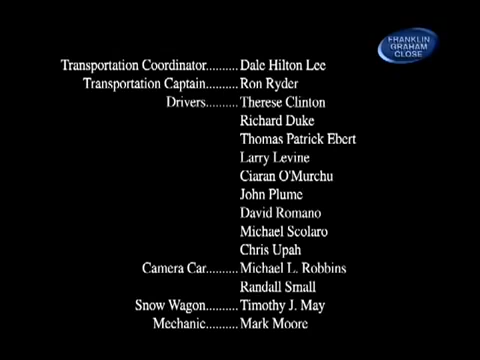 FRANKLIN
GRAHAM
CLOSE
Transportation Coordinator.......... Dale Hilton Lee
Transportation Captain.......... Ron Ryder
Drivers.......... Therese Clinton
Richard Duke
Thomas Patrick Ebert
Larry Levine
Ciaran O'Murchu
John Plume
David Romano
Michael Scolaro
Chris Upah
Camera Car.......... Michael L. Robbins
Randall Small
Snow Wagon.......... Timothy J. May
Mechanic.......... Mark Moore